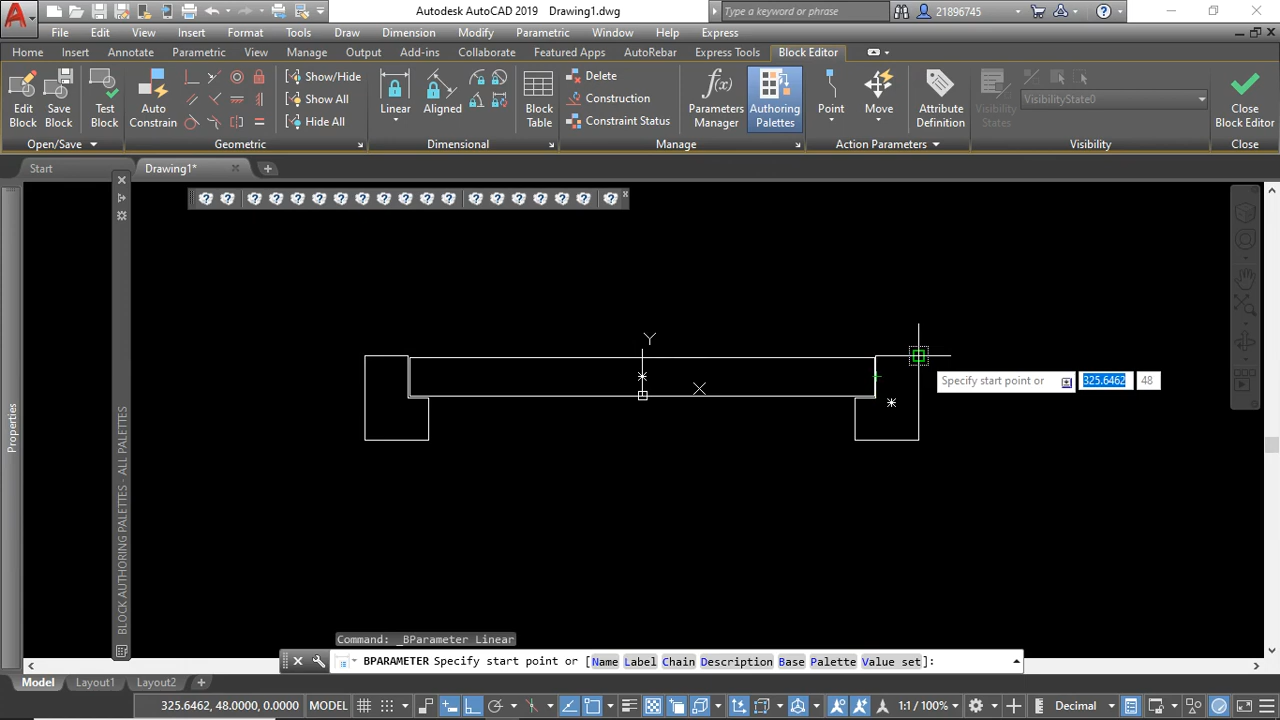 Autodesk AutoCAD 2019 Drawing1.dwg
Type a keyword or phrase
21896745
File Edit View Insert Format Tools Draw Dimension Modify Parametric Window Help Express
Home Insert Annotate Parametric View Manage Output Add-ins Collaborate Featured Apps AutoRebar Express Tools Block Editor
Edit Block
Save Block
Test Block
Auto Constrain
Show/Hide
Show All
Hide All
Linear
Aligned
Block Table
Delete
Construction
Constraint Status
Parameters Manager
Authoring Palettes
Point
Move
Attribute Definition
Visibility States
VisibilityState0
Close Block Editor
Open/Save Geometric Dimensional Manage Action Parameters Visibility Close
Start Drawing1*
Properties
BLOCK AUTHORING PALETTES - ALL PALETTES
Y
X
Specify start point or 325.6462 48
Command: _BParameter Linear
BPARAMETER Specify start point or [Name Label Chain Description Base Palette Value set]:
Model Layout1 Layout2
325.6462, 48.0000, 0.0000 MODEL 1:1 / 100% Decimal